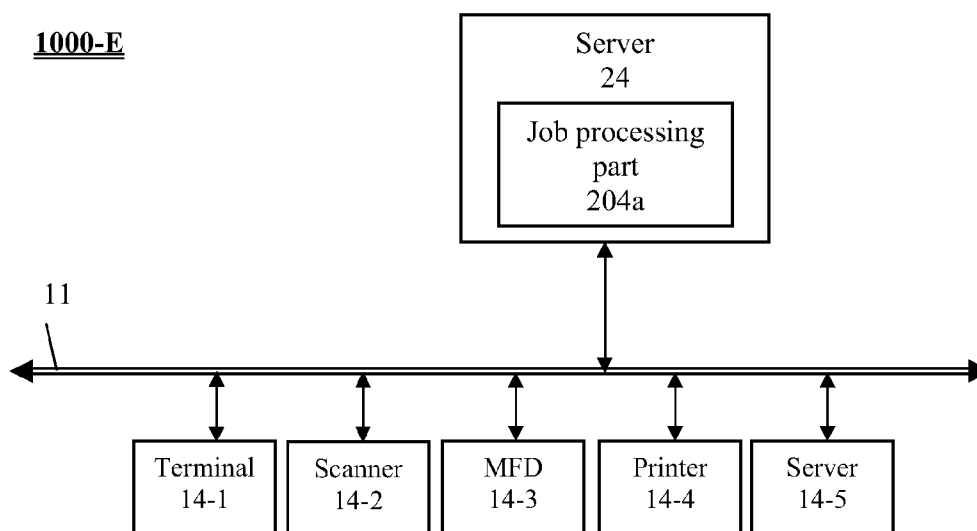 1000-E
Server
24
Job processing
part
204a
11
Terminal
14-1
Scanner
14-2
MFD
14-3
Printer
14-4
Server
14-5